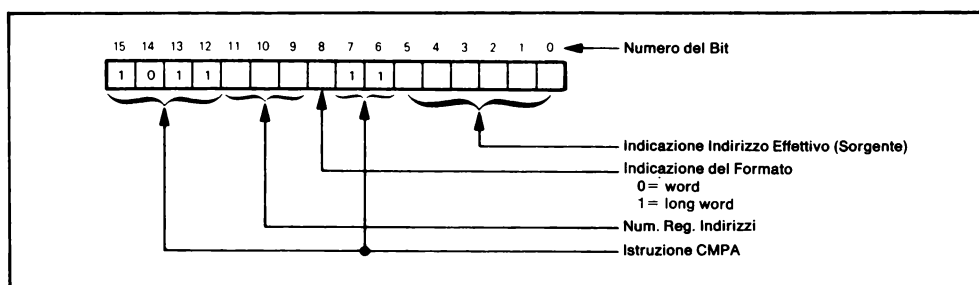 15 14 13 12 11 10 9 8 7 6 5 4 3 2 1 0 Numero del Bit
1 0 1 1 1 1
Indicazione Indirizzo Effettivo (Sorgente)
Indicazione del Formato
0= word
1= long word
Num. Reg. Indirizzi
Istruzione CMPA